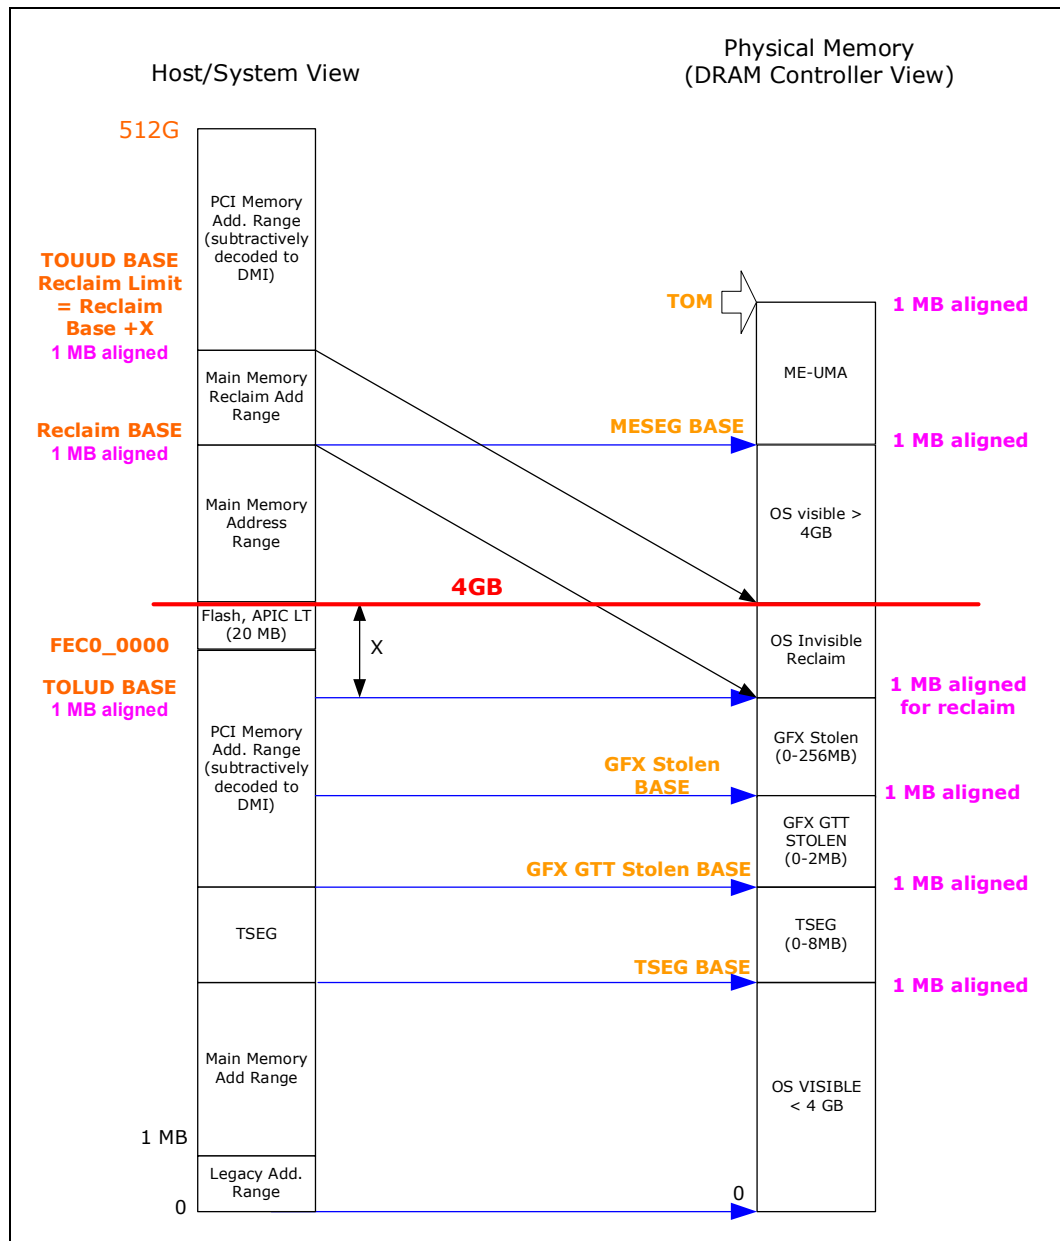 Host/System View
Physical Memory
(DRAM Controller View)
512G
PCI Memory
Add. Range
(subtractively
decoded to
DMI)
TOUUD BASE
Reclaim Limit
= Reclaim
Base +X
1 MB aligned
TOM
1 MB aligned
Main Memory
Reclaim Add
Range
ME-UMA
Reclaim BASE
1 MB aligned
MESEG BASE
1 MB aligned
Main Memory
Address
Range
OS visible >
4GB
4GB
Flash, APIC LT
(20 MB)
X
OS Invisible
Reclaim
FEC0_0000
TOLUD BASE
1 MB aligned
1 MB aligned
for reclaim
PCI Memory
Add. Range
(subtractively
decoded to
DMI)
GFX Stolen
(0-256MB)
GFX Stolen
BASE
1 MB aligned
GFX GTT
STOLEN
(0-2MB)
GFX GTT Stolen BASE
1 MB aligned
TSEG
TSEG
(0-8MB)
TSEG BASE
1 MB aligned
Main Memory
Add Range
OS VISIBLE
< 4 GB
1 MB
Legacy Add.
Range
0
0